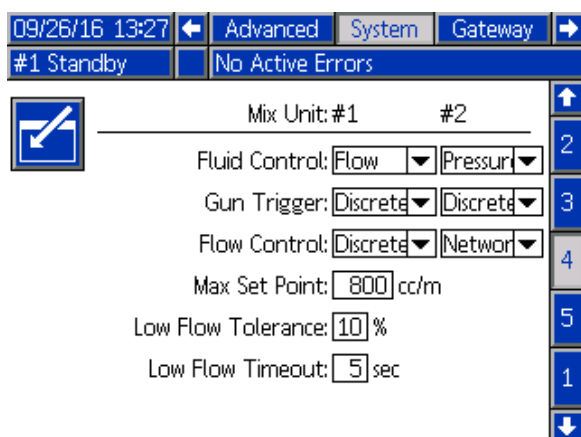 09/26/16 13:27 Advanced System Gateway
#1 Standby No Active Errors
Mix Unit: #1 #2
Fluid Control: Flow Pressur
Gun Trigger: Discrete Discrete
Flow Control: Discrete Networ
Max Set Point: 800 cc/m
Low Flow Tolerance: 10 %
Low Flow Timeout: 5 sec
2
3
4
5
1